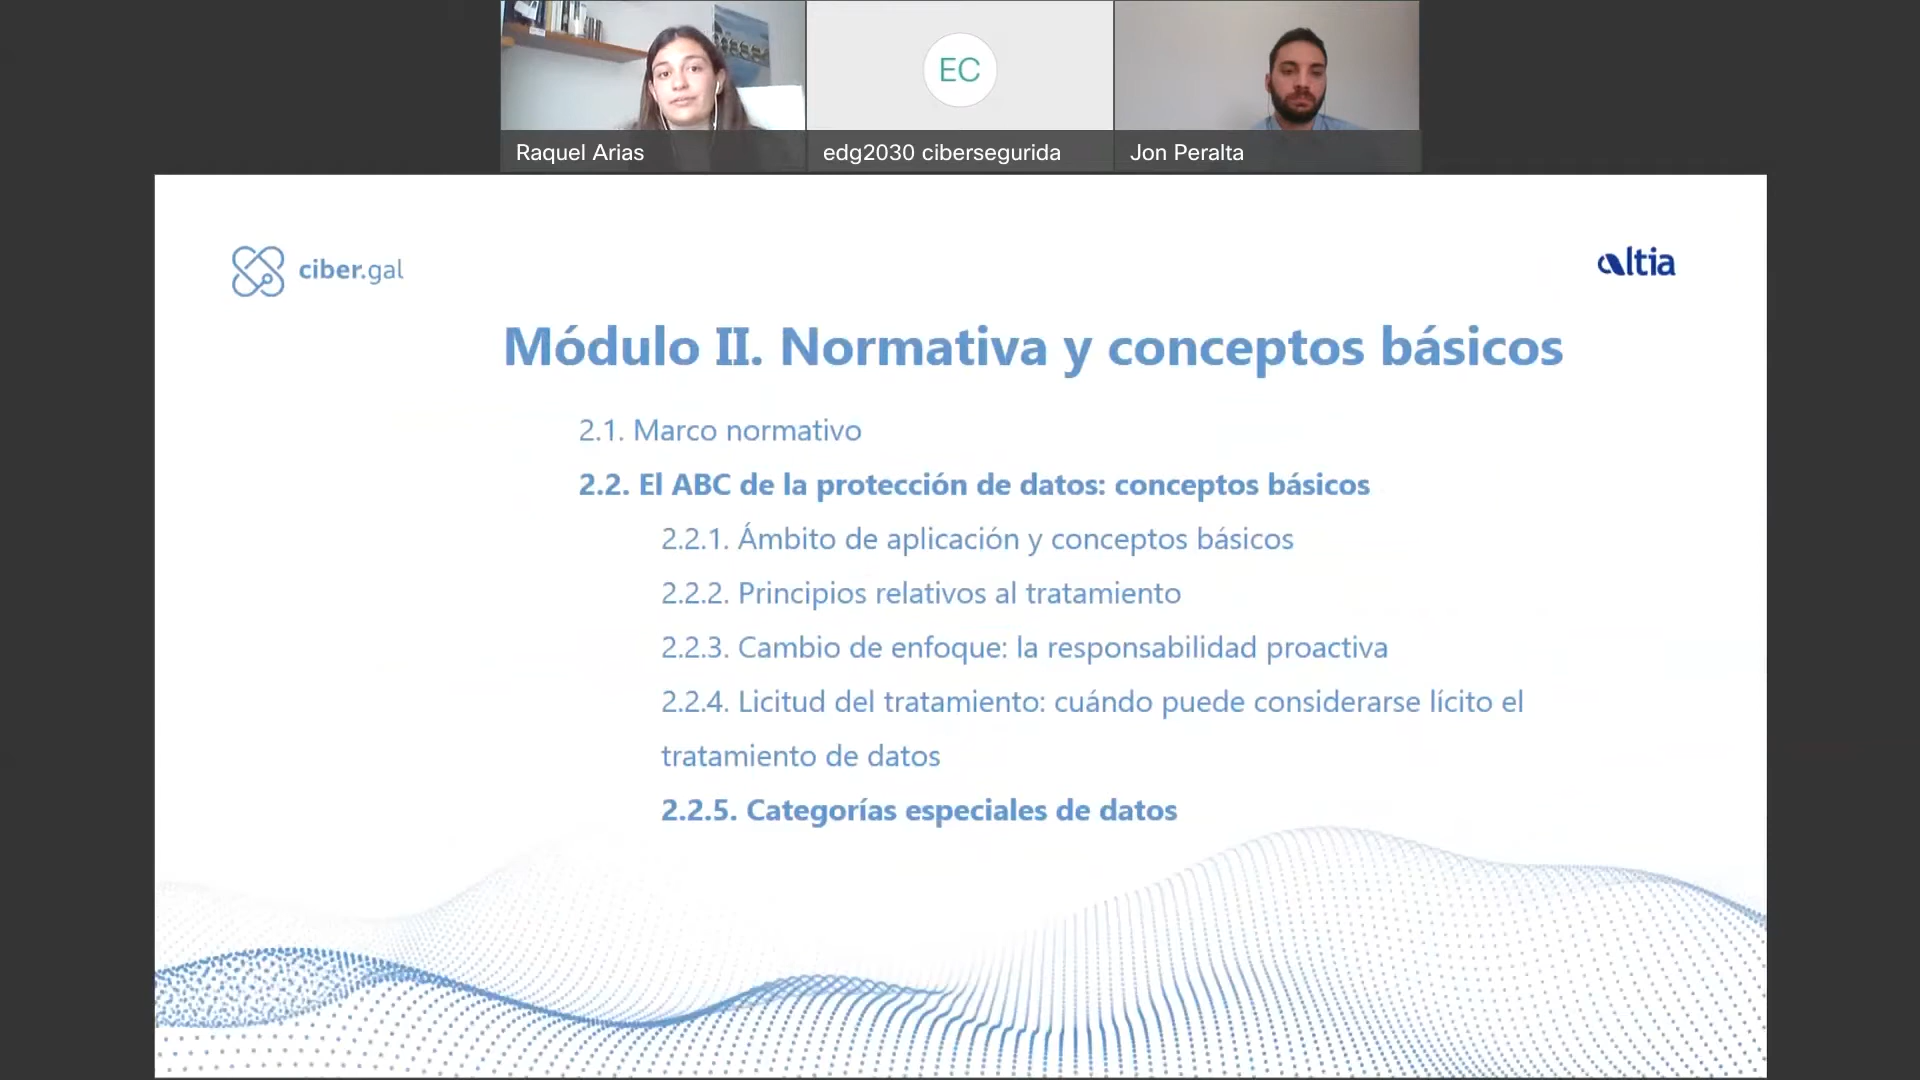 EC
Raquel Arias
edg2030 cibersegurida
Jon Peralta
ciber.gal
altia
Módulo II. Normativa y conceptos básicos
2.1. Marco normativo
2.2. El ABC de la protección de datos: conceptos básicos
2.2.1. Ámbito de aplicación y conceptos básicos
2.2.2. Principios relativos al tratamiento
2.2.3. Cambio de enfoque: la responsabilidad proactiva
2.2.4. Licitud del tratamiento: cuándo puede considerarse lícito el
tratamiento de datos
2.2.5. Categorías especiales de datos